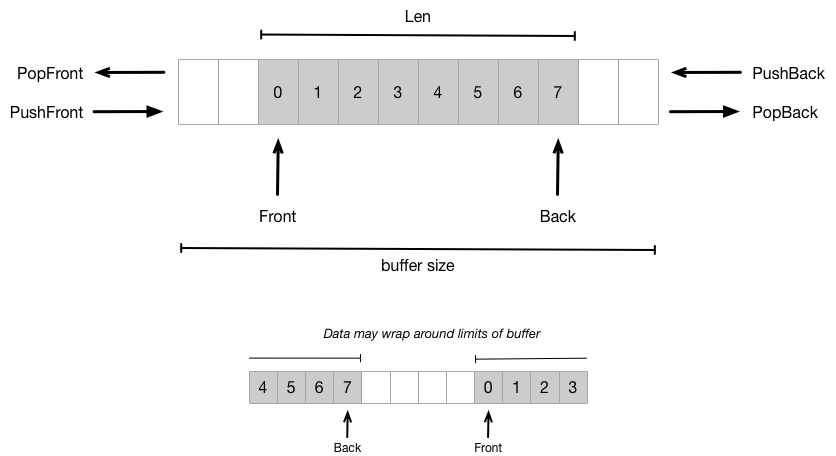 Len
PopFront
PushBack
0 1 2 3 4 5 6 7
PushFront
PopBack
Front
Back
buffer size
Data may wrap around limits of buffer
4 5 6 7 0 1 2 3
Back
Front